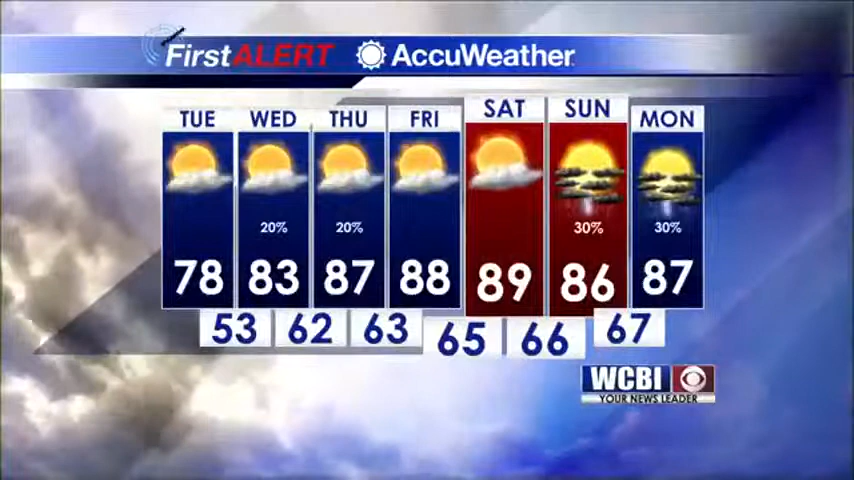 FirstALERT AccuWeather
TUE WED THU FRI SAT SUN MON
20% 20% 30% 30%
78 83 87 88 89 86 87
53 62 63 65 66 67
WCBI
YOUR NEWS LEADER